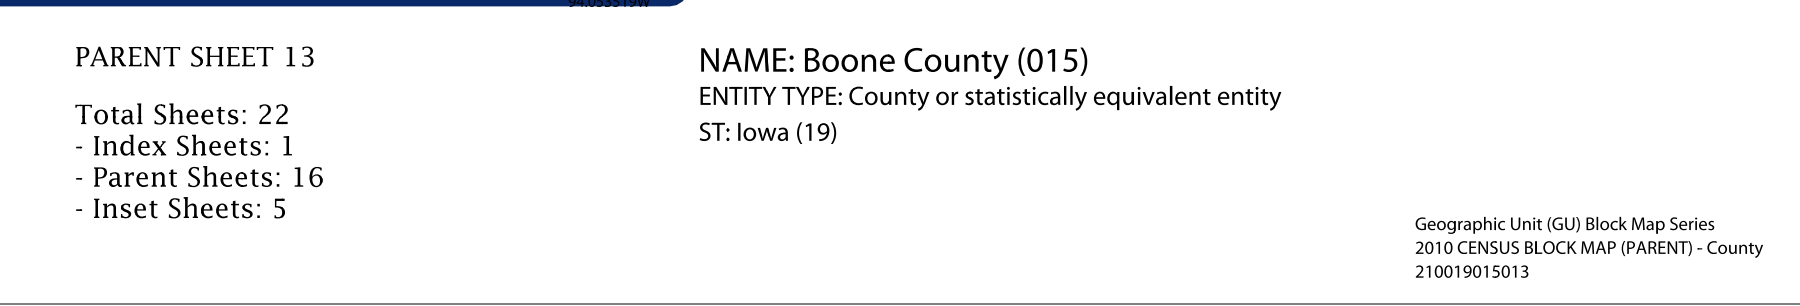 94.053519W
PARENT SHEET 13
Total Sheets: 22
- Index Sheets: 1
- Parent Sheets: 16
- Inset Sheets: 5
NAME: Boone County (015)
ENTITY TYPE: County or statistically equivalent entity
ST: Iowa (19)
Geographic Unit (GU) Block Map Series
2010 CENSUS BLOCK MAP (PARENT) - County
210019015013